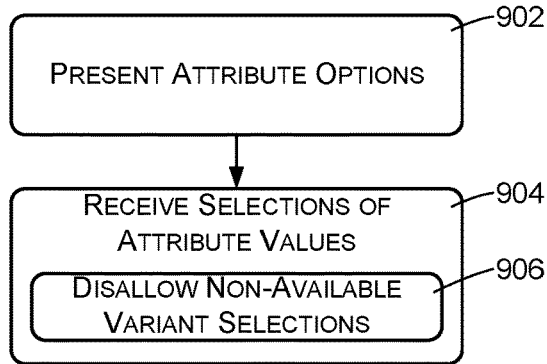 902
PRESENT ATTRIBUTE OPTIONS
904
RECEIVE SELECTIONS OF
ATTRIBUTE VALUES
906
DISALLOW NON-AVAILABLE
VARIANT SELECTIONS